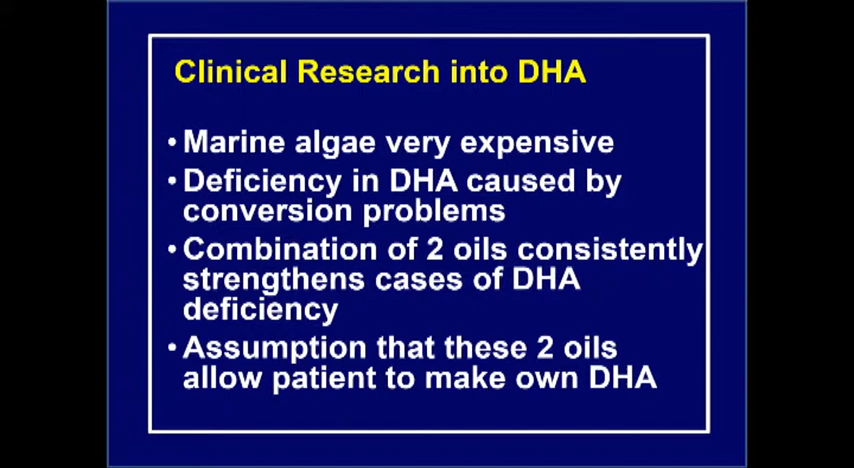 Clinical Research into DHA
• Marine algae very expensive
• Deficiency in DHA caused by
conversion problems
• Combination of 2 oils consistently
strengthens cases of DHA
deficiency
• Assumption that these 2 oils
allow patient to make own DHA